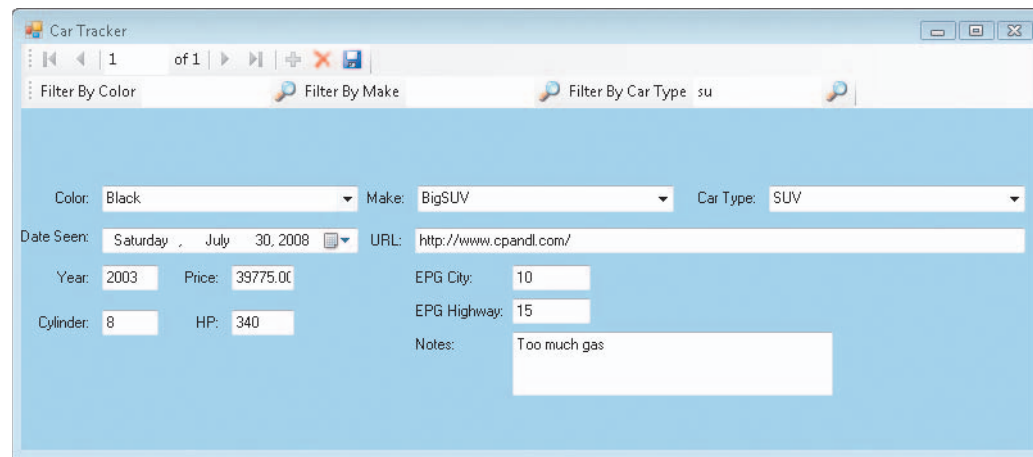 Car Tracker
1 of 1
Filter By Color Filter By Make Filter By Car Type su
Color: Black Make: BigSUV Car Type: SUV
Date Seen: Saturday , July 30, 2008 URL: http://www.cpandl.com/
Year: 2003 Price: 39775.00 EPG City: 10
Cylinder: 8 HP: 340 EPG Highway: 15
Notes: Too much gas